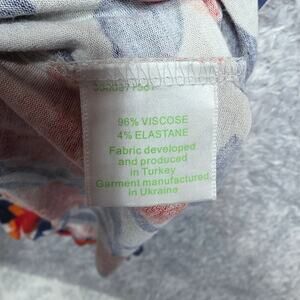 96% VISCOSE
4% ELASTANE
Fabric developed
and produced
in Turkey
Garment manufactured
in Ukraine